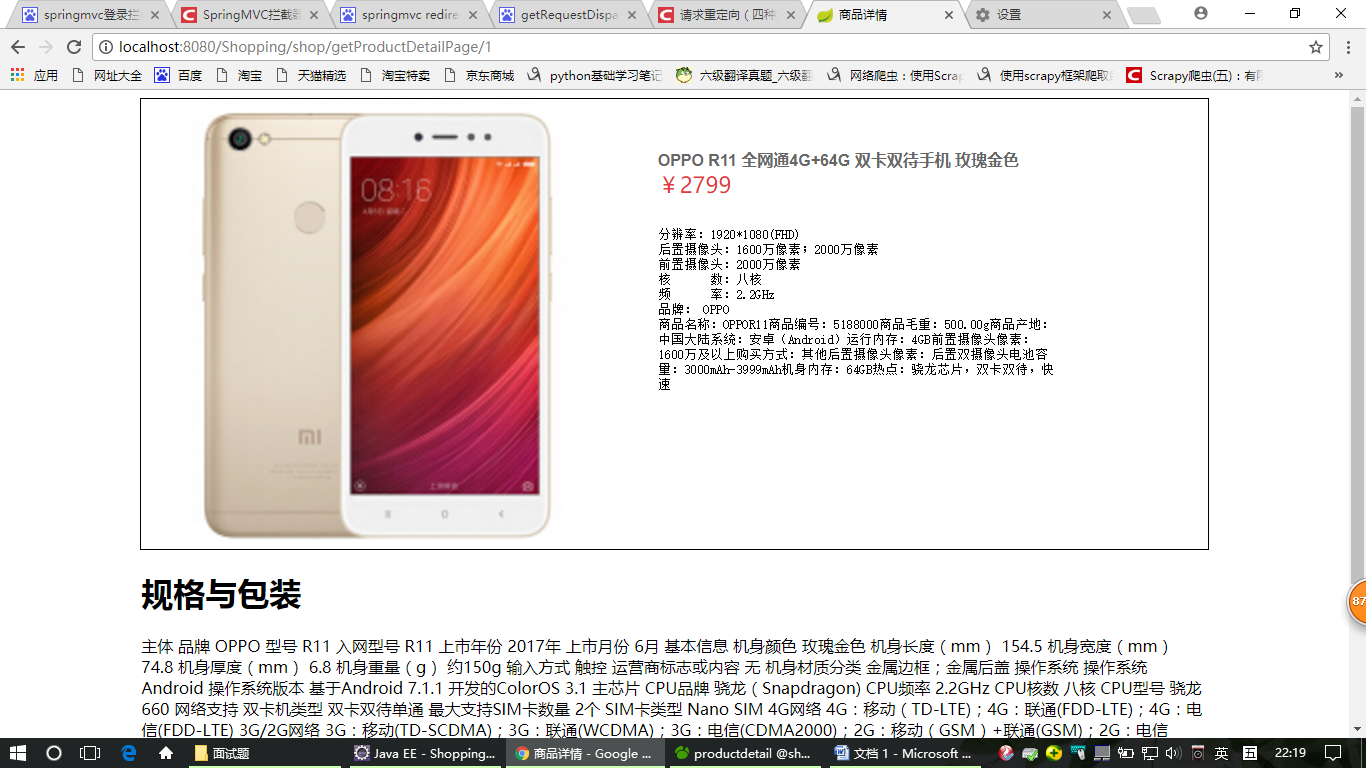 springmvc登录拦
SpringMVC拦截器
springmvc redire
getRequestDispa
请求重定向（四种
商品详情
设置
localhost:8080/Shopping/shop/getProductDetailPage/1
应用 网址大全 百度 淘宝 天猫精选 淘宝特卖 京东商城 python基础学习笔记 六级翻译真题_六级翻 网络爬虫：使用Scrap 使用scrapy框架爬取 Scrapy爬虫(五)：有限 »
08:16
MI
OPPO R11 全网通4G+64G 双卡双待手机 玫瑰金色
￥2799
分辨率：1920*1080(FHD)
后置摄像头：1600万像素；2000万像素
前置摄像头：2000万像素
核 数：八核
频 率：2.2GHz
品牌： OPPO
商品名称：OPPOR11商品编号：5188000商品毛重：500.00g商品产地：
中国大陆系统：安卓（Android）运行内存：4GB前置摄像头像素：
1600万及以上购买方式：其他后置摄像头像素：后置双摄像头电池容
量：3000mAh-3999mAh机身内存：64GB热点：骁龙芯片，双卡双待，快
速
87
规格与包装
主体 品牌 OPPO 型号 R11 入网型号 R11 上市年份 2017年 上市月份 6月 基本信息 机身颜色 玫瑰金色 机身长度（mm） 154.5 机身宽度（mm）
74.8 机身厚度（mm） 6.8 机身重量（g） 约150g 输入方式 触控 运营商标志或内容 无 机身材质分类 金属边框；金属后盖 操作系统 操作系统
Android 操作系统版本 基于Android 7.1.1 开发的ColorOS 3.1 主芯片 CPU品牌 骁龙（Snapdragon) CPU频率 2.2GHz CPU核数 八核 CPU型号 骁龙
660 网络支持 双卡机类型 双卡双待单通 最大支持SIM卡数量 2个 SIM卡类型 Nano SIM 4G网络 4G：移动（TD-LTE)；4G：联通(FDD-LTE)；4G：电
信(FDD-LTE) 3G/2G网络 3G：移动(TD-SCDMA)；3G：联通(WCDMA)；3G：电信(CDMA2000)；2G：移动（GSM）+联通(GSM)；2G：电信
面试题
Java EE - Shopping...
商品详情 - Google ...
productdetail @sh...
文档 1 - Microsoft ...
英
22:19